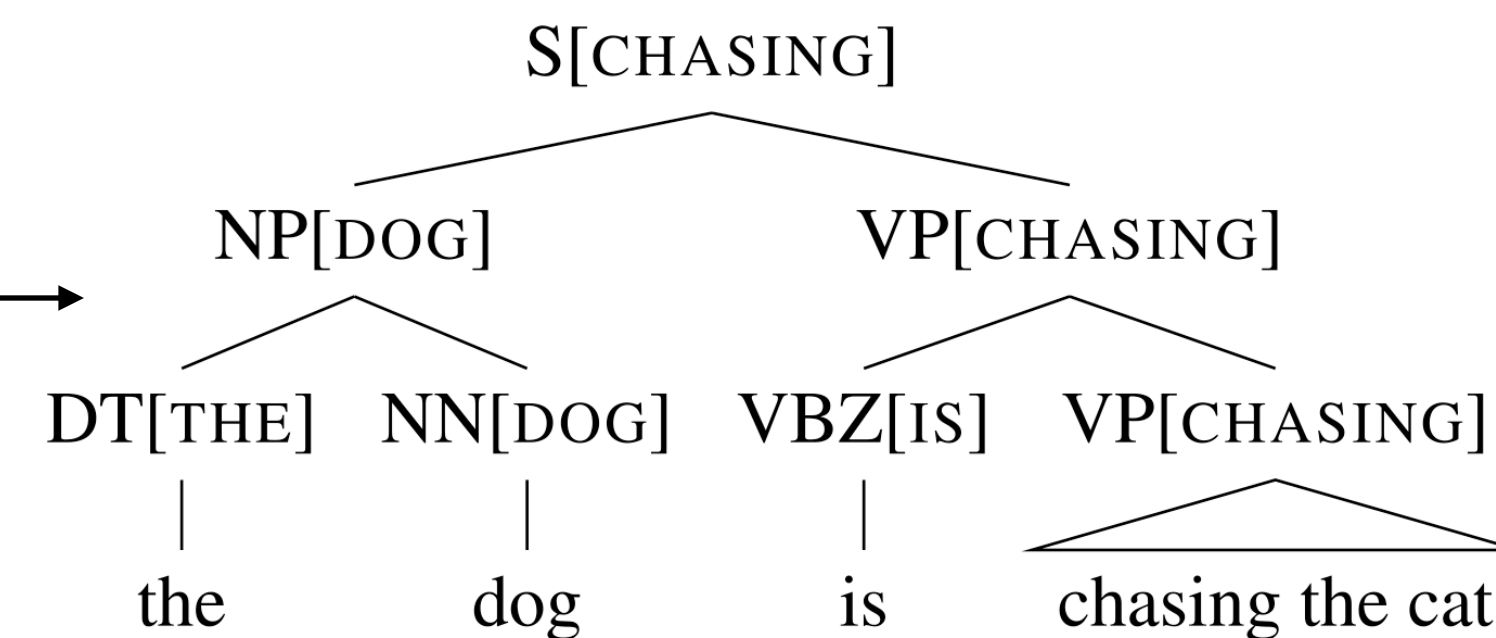 S[CHASING]
NP[DOG] VP[CHASING]
DT[THE] NN[DOG] VBZ[IS] VP[CHASING]
the dog is chasing the cat